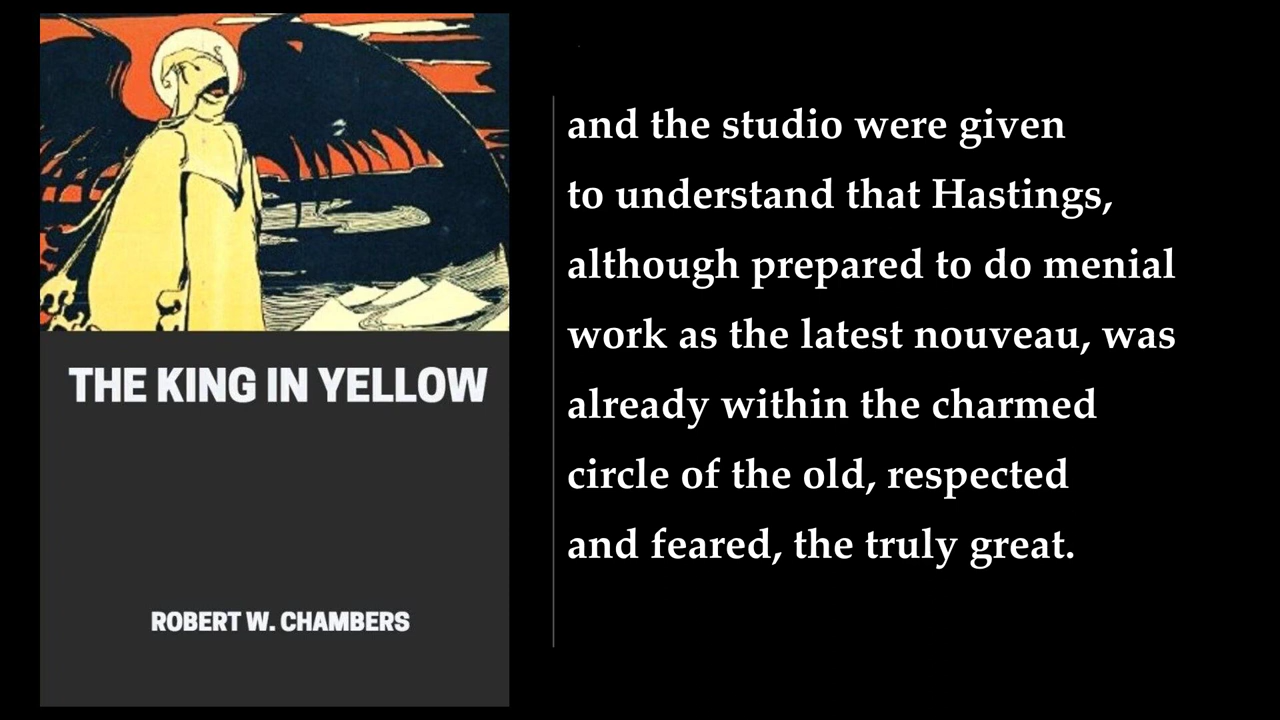 THE KING IN YELLOW
ROBERT W. CHAMBERS
and the studio were given
to understand that Hastings,
although prepared to do menial
work as the latest nouveau, was
already within the charmed
circle of the old, respected
and feared, the truly great.